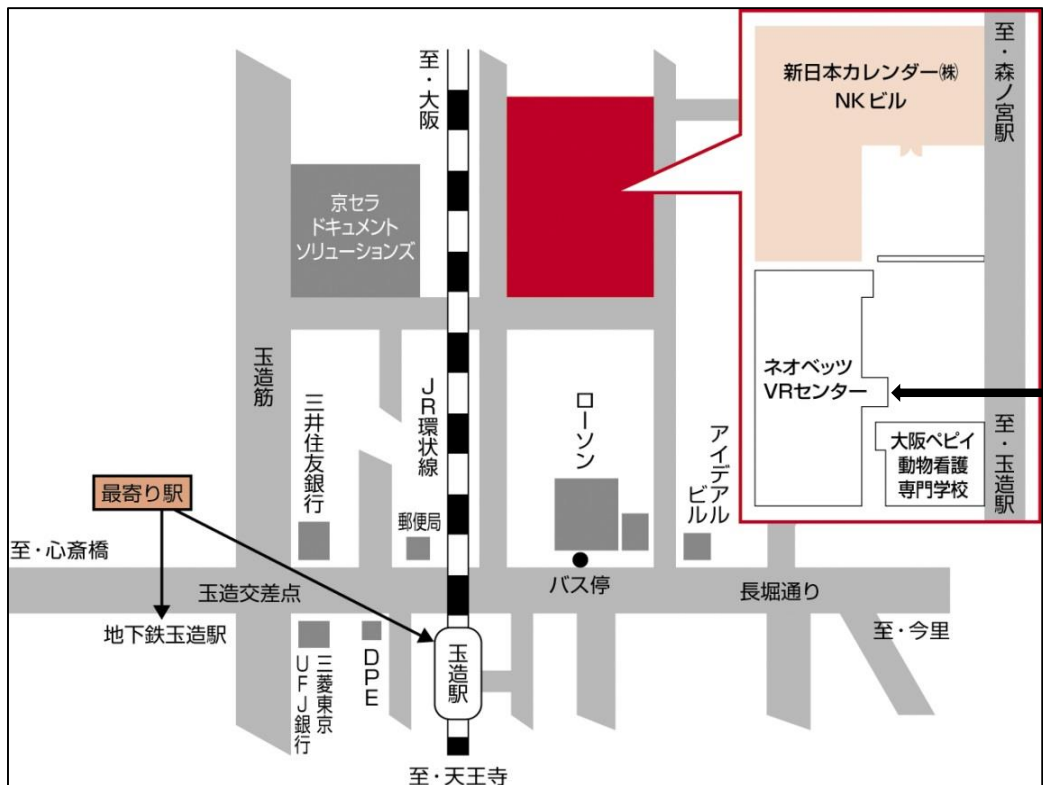 至・大阪
京セラ
ドキュメント
ソリューションズ
新日本カレンダー㈱
NKビル
至・森ノ宮駅
ネオベッツ
VRセンター
大阪ペピイ
動物看護
専門学校
至・玉造駅
玉造筋
三井住友銀行
JR環状線
郵便局
ローソン
アイデアル
ビル
最寄り駅
至・心斎橋
玉造交差点
バス停
長堀通り
地下鉄玉造駅
三菱東京
UFJ銀行
DPE
玉造駅
至・今里
至・天王寺